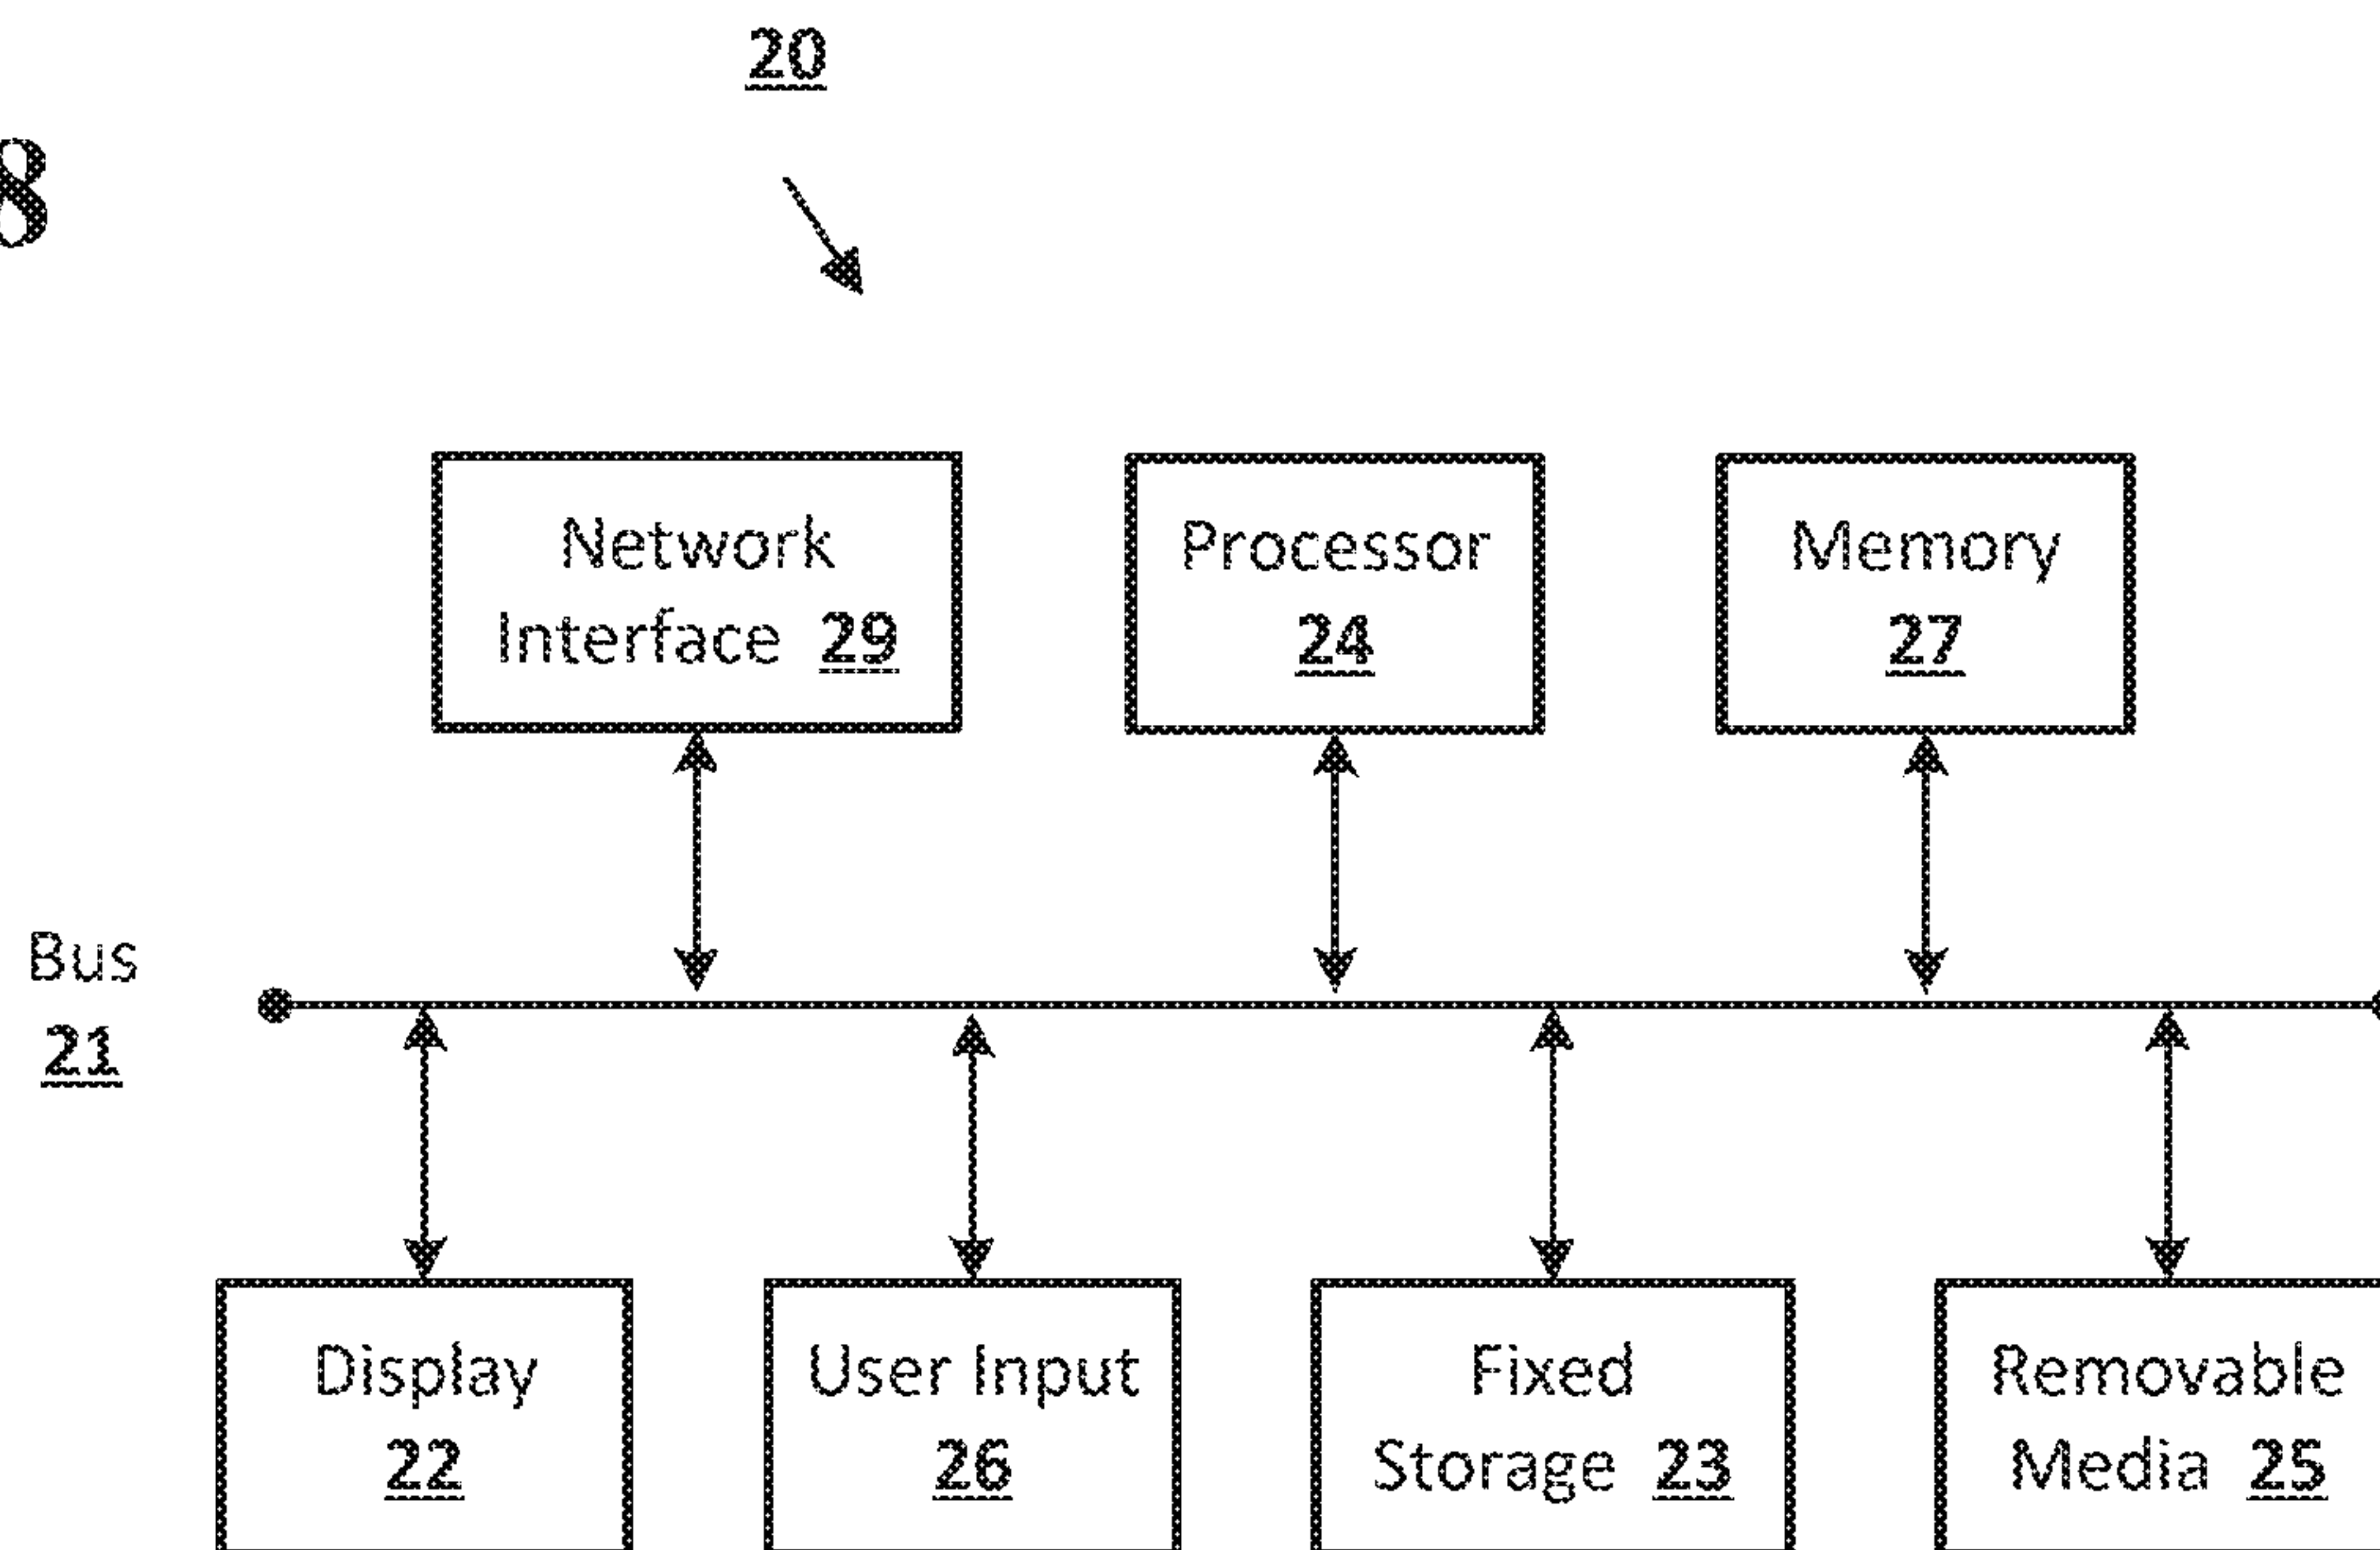 20
8
Network
Interface 29
Processor
24
Memory
27
Bus
21
Display
22
User Input
26
Fixed
Storage 23
Removable
Media 25